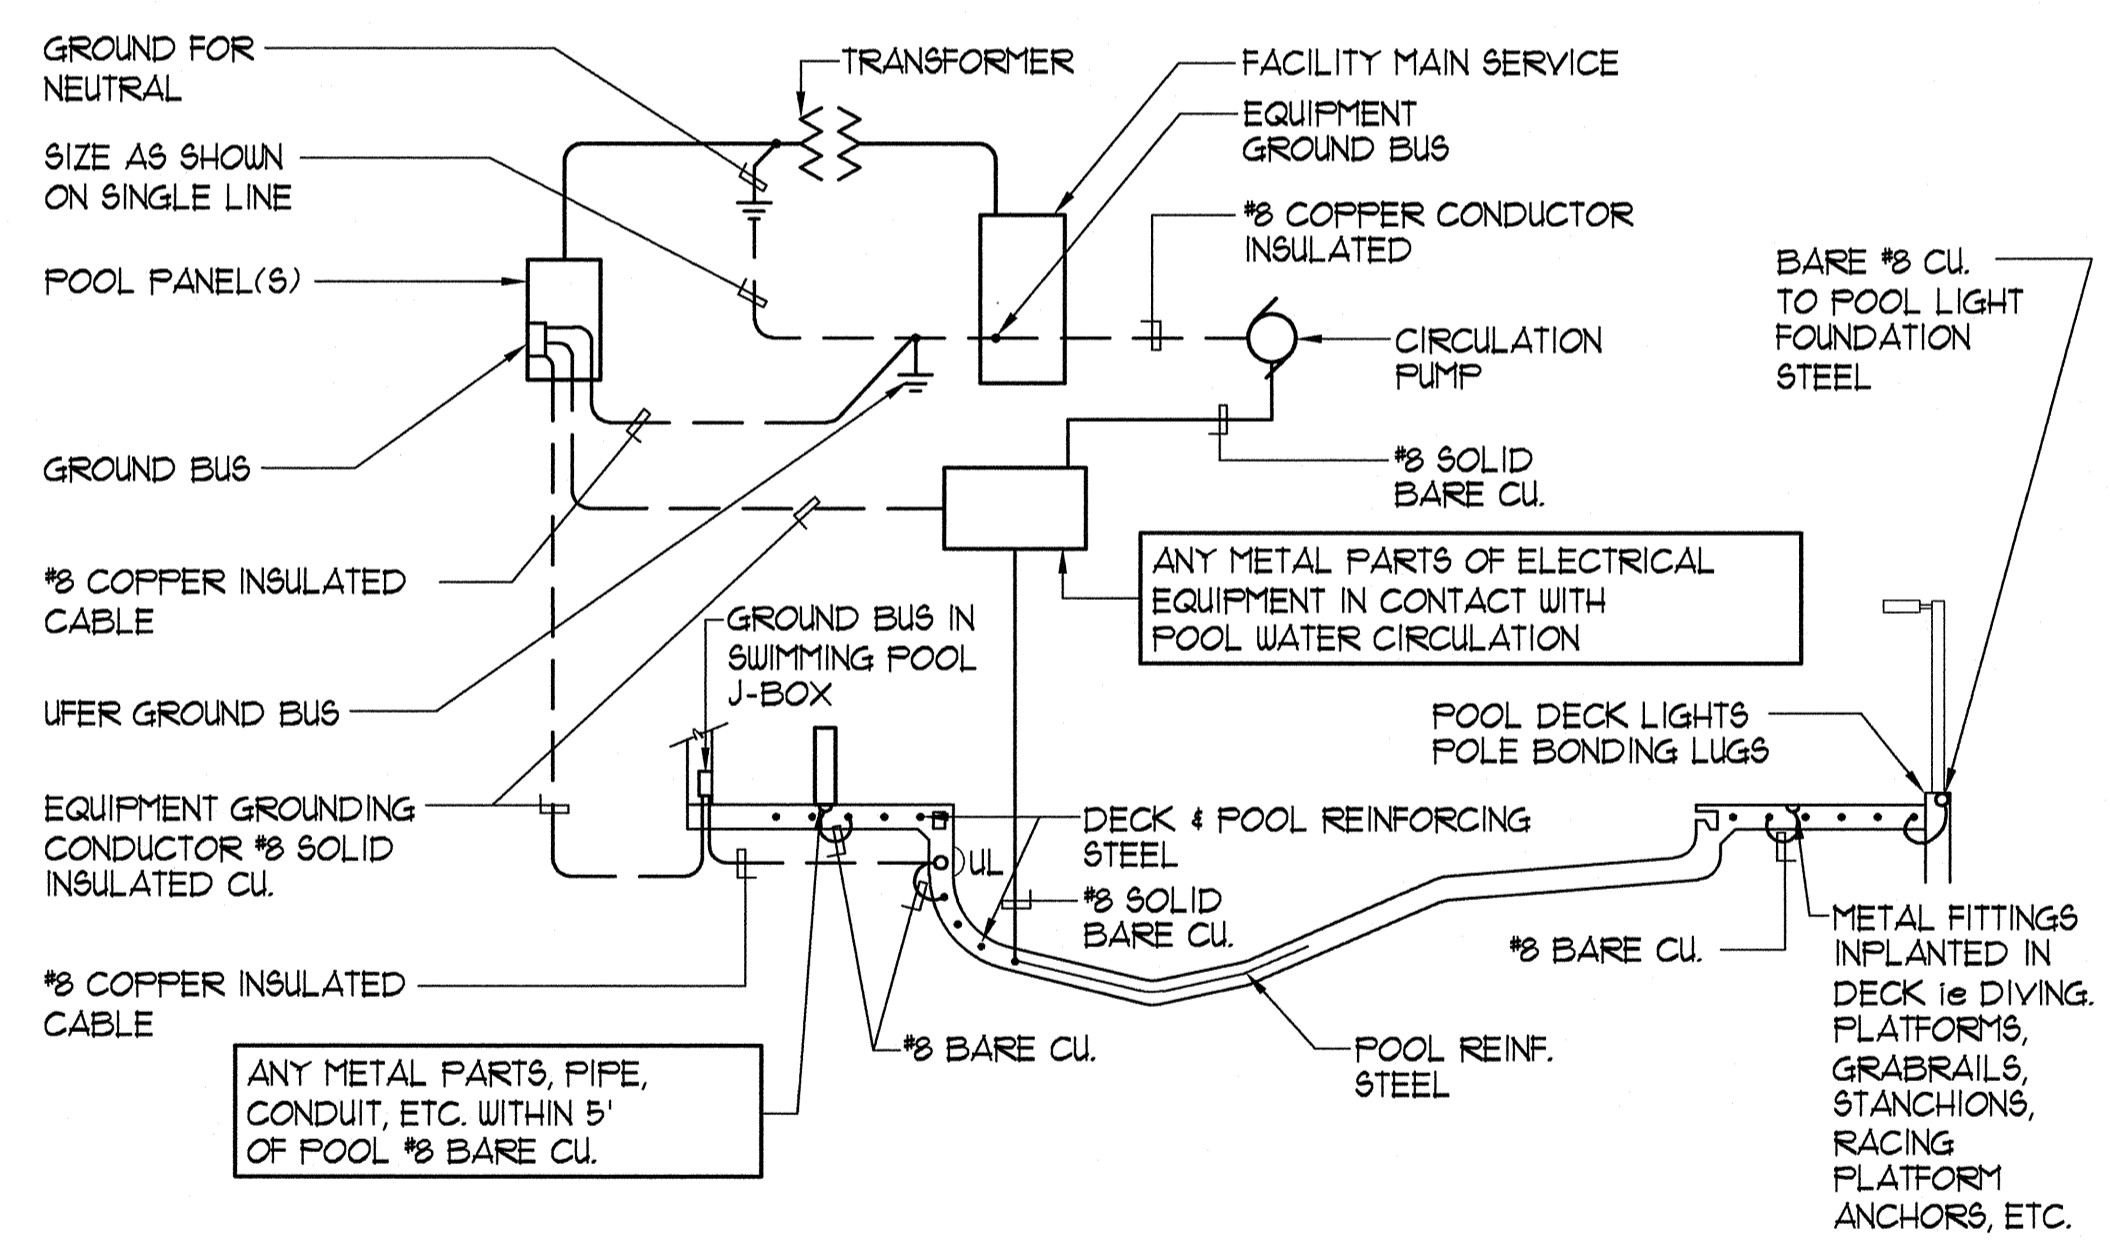 GROUND FOR
NEUTRAL
SIZE AS SHOWN
ON SINGLE LINE
POOL PANEL(S)
GROUND BUS
#8 COPPER INSULATED
CABLE
UFER GROUND BUS
EQUIPMENT GROUNDING
CONDUCTOR #8 SOLID
INSULATED CU.
#8 COPPER INSULATED
CABLE
ANY METAL PARTS, PIPE,
CONDUIT, ETC. WITHIN 5'
OF POOL #8 BARE CU.
TRANSFORMER
FACILITY MAIN SERVICE
EQUIPMENT
GROUND BUS
#8 COPPER CONDUCTOR
INSULATED
CIRCULATION
PUMP
#8 SOLID
BARE CU.
BARE #8 CU.
TO POOL LIGHT
FOUNDATION
STEEL
ANY METAL PARTS OF ELECTRICAL
EQUIPMENT IN CONTACT WITH
POOL WATER CIRCULATION
GROUND BUS IN
SWIMMING POOL
J-BOX
POOL DECK LIGHTS
POLE BONDING LUGS
DECK & POOL REINFORCING
STEEL
UL
#8 SOLID
BARE CU.
#8 BARE CU.
POOL REINF.
STEEL
#8 BARE CU.
METAL FITTINGS
INPLANTED IN
DECK ie DIVING.
PLATFORMS,
GRABRAILS,
STANCHIONS,
RACING
PLATFORM
ANCHORS, ETC.